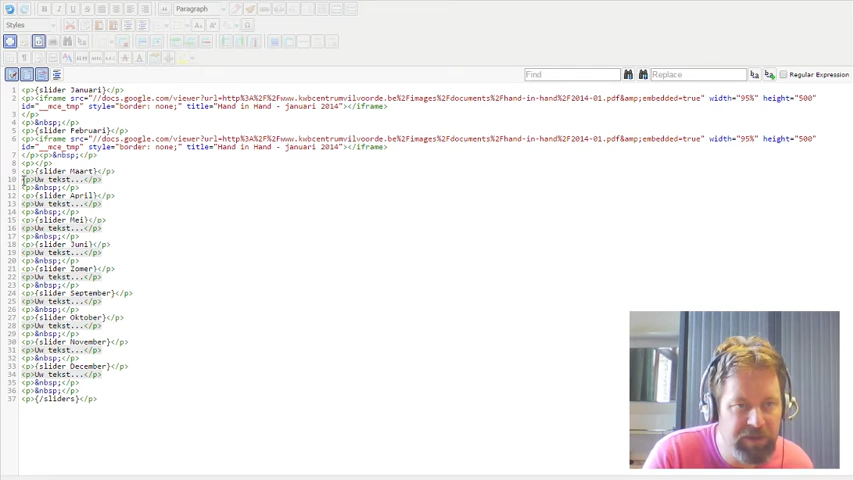 Paragraph
Styles
Find
Replace
Regular Expression
1 <p>{slider Januari}</p>
2 <p><iframe src="//docs.google.com/viewer?url=http%3A%2F%2Fwww.kwbcentrumvilvoorde.be%2Fimages%2Fdocuments%2Fhand-in-hand%2F2014-01.pdf&amp;embedded=true" width="95%" height="500"
id="__mce_tmp" style="border: none;" title="Hand in Hand - januari 2014"></iframe>
3 </p>
4 <p>&nbsp;</p>
5 <p>{slider Februari}</p>
6 <p><iframe src="//docs.google.com/viewer?url=http%3A%2F%2Fwww.kwbcentrumvilvoorde.be%2Fimages%2Fdocuments%2Fhand-in-hand%2F2014-01.pdf&amp;embedded=true" width="95%" height="500"
id="__mce_tmp" style="border: none;" title="Hand in Hand - januari 2014"></iframe>
7 </p><p>&nbsp;</p>
8 <p></p>
9 <p>{slider Maart}</p>
10 <p>Uw tekst...</p>
11 <p>&nbsp;</p>
12 <p>{slider April}</p>
13 <p>Uw tekst...</p>
14 <p>&nbsp;</p>
15 <p>{slider Mei}</p>
16 <p>Uw tekst...</p>
17 <p>&nbsp;</p>
18 <p>{slider Juni}</p>
19 <p>Uw tekst...</p>
20 <p>&nbsp;</p>
21 <p>{slider Zomer}</p>
22 <p>Uw tekst...</p>
23 <p>&nbsp;</p>
24 <p>{slider September}</p>
25 <p>Uw tekst...</p>
26 <p>&nbsp;</p>
27 <p>{slider Oktober}</p>
28 <p>Uw tekst...</p>
29 <p>&nbsp;</p>
30 <p>{slider November}</p>
31 <p>Uw tekst...</p>
32 <p>&nbsp;</p>
33 <p>{slider December}</p>
34 <p>Uw tekst...</p>
35 <p>&nbsp;</p>
36 <p>&nbsp;</p>
37 <p>{/sliders}</p>